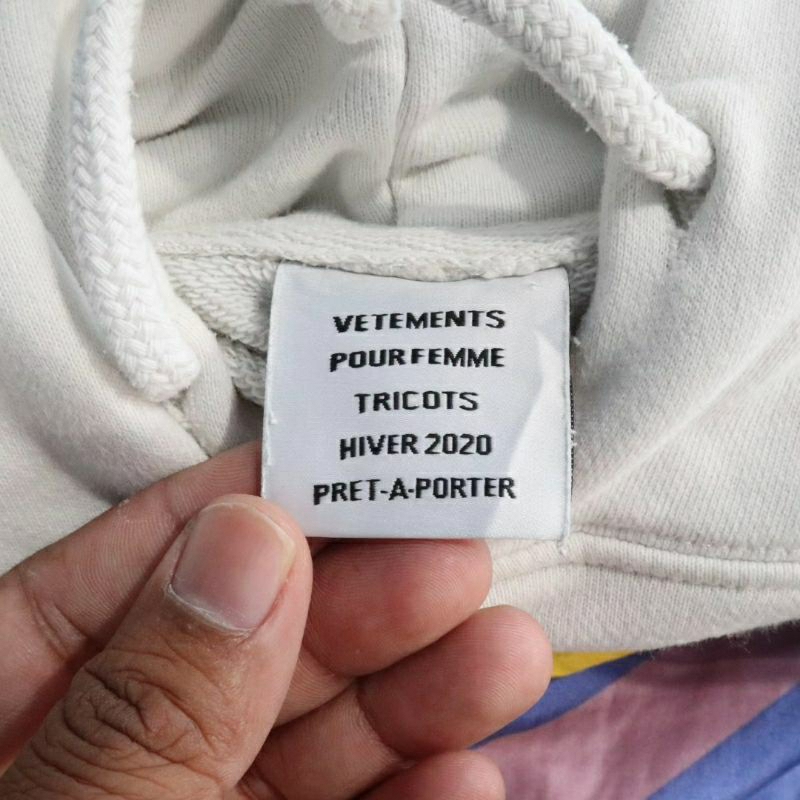 VETEMENTS
POUR FEMME
TRICOTS
HIVER 2020
PRET-A-PORTER